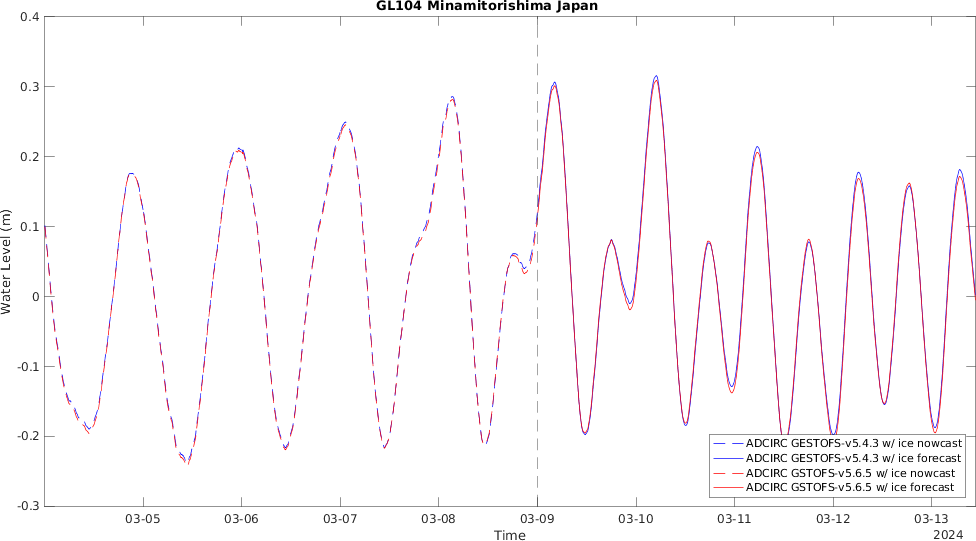 GL104 Minamitorishima Japan
0.4
0.3
0.2
0.1
0
-0.1
-0.2
-0.3
Water Level (m)
ADCIRC GESTOFS-v5.4.3 w/ ice nowcast
ADCIRC GESTOFS-v5.4.3 w/ ice forecast
ADCIRC GSTOFS-v5.6.5 w/ ice nowcast
ADCIRC GSTOFS-v5.6.5 w/ ice forecast
03-05 03-06 03-07 03-08 03-09 03-10 03-11 03-12 03-13
Time
2024